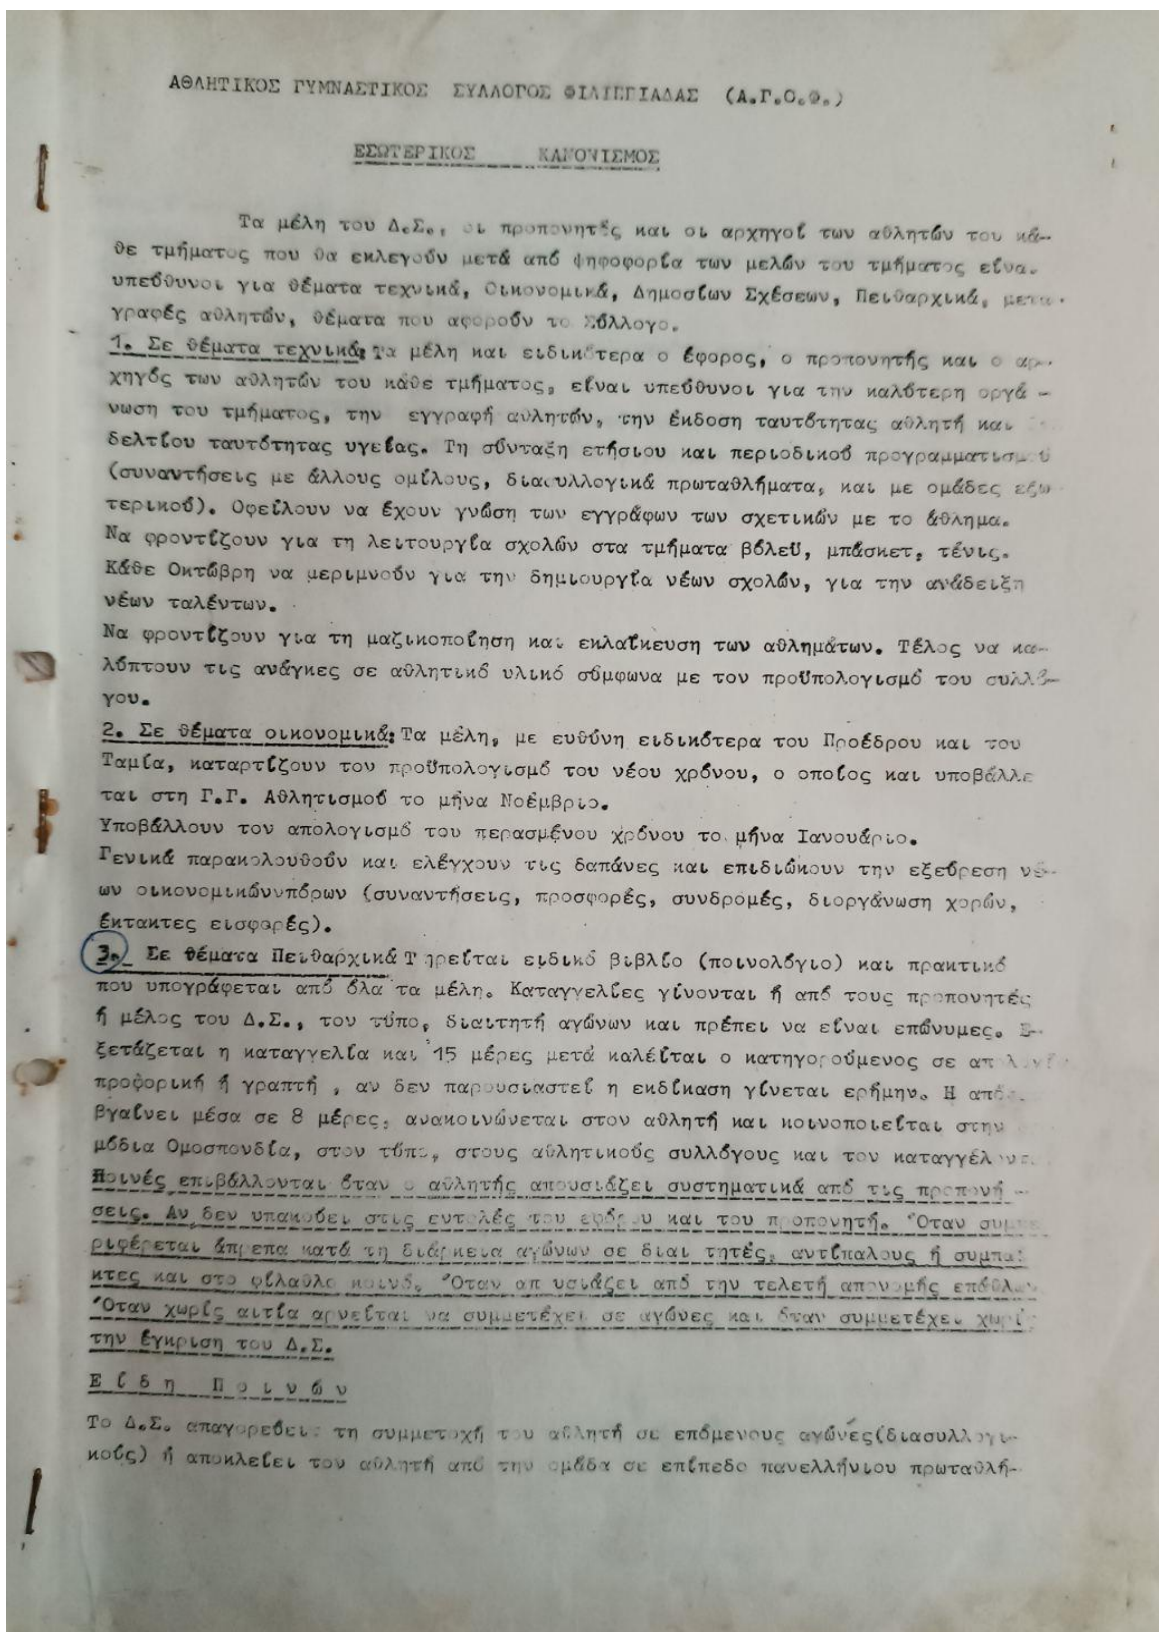 ΑΘΛΗΤΙΚΟΣ ΓΥΜΝΑΣΤΙΚΟΣ ΣΥΛΛΟΓΟΣ ΦΙΛΙΠΠΙΑΔΑΣ (Α.Γ.Ο.Φ.)
ΕΣΩΤΕΡΙΚΟΣ ΚΑΝΟΝΙΣΜΟΣ
Τα μέλη του Δ.Σ., οι προπονητές και οι αρχηγοί των αθλητών του κά-
θε τμήματος που θα εκλεγούν μετά από ψηφοφορία των μελών του τμήματος είνα.
υπεύθυνοι για θέματα τεχνικά, Οικονομικά, Δημοσίων Σχέσεων, Πειθαρχικά, μετα
γραφές αθλητών, θέματα που αφορούν το Σύλλογο.
1. Σε θέματα τεχνικά: Τα μέλη και ειδικότερα ο έφορος, ο προπονητής και ο αρ-
χηγός των αθλητών του κάθε τμήματος, είναι υπεύθυνοι για την καλύτερη οργά -
νωση του τμήματος, την εγγραφή αθλητών, την έκδοση ταυτότητας αθλητή και
δελτίου ταυτότητας υγείας. Τη σύνταξη ετήσιου και περιοδικού προγραμματισμού
(συναντήσεις με άλλους ομίλους, διασυλλογικά πρωταθλήματα, και με ομάδες εξω
τερικού). Οφείλουν να έχουν γνώση των εγγράφων των σχετικών με το άθλημα.
Να φροντίζουν για τη λειτουργία σχολών στα τμήματα βόλεϋ, μπάσκετ, τένις.
Κάθε Οκτώβρη να μεριμνούν για την δημιουργία νέων σχολών, για την ανάδειξη
νέων ταλέντων.
Να φροντίζουν για τη μαζικοποίηση και εκλαΐκευση των αθλημάτων. Τέλος να κα-
λύπτουν τις ανάγκες σε αθλητικό υλικό σύμφωνα με τον προϋπολογισμό του συλλό-
γου.
2. Σε θέματα οικονομικά: Τα μέλη, με ευθύνη ειδικότερα του Προέδρου και του
Ταμία, καταρτίζουν τον προϋπολογισμό του νέου χρόνου, ο οποίος και υποβάλλε
ται στη Γ.Γ. Αθλητισμού το μήνα Νοέμβριο.
Υποβάλλουν τον απολογισμό του περασμένου χρόνου το μήνα Ιανουάριο.
Γενικά παρακολουθούν και ελέγχουν τις δαπάνες και επιδιώκουν την εξεύρεση νέ-
ων οικονομικώνυπόρων (συναντήσεις, προσφορές, συνδρομές, διοργάνωση χορών,
έκτακτες εισφορές).
3. Σε θέματα Πειθαρχικά Τηρείται ειδικό βιβλίο (ποινολόγιο) και πρακτικό
που υπογράφεται από όλα τα μέλη. Καταγγελίες γίνονται ή από τους προπονητές
ή μέλος του Δ.Σ., τον τύπο, διαιτητή αγώνων και πρέπει να είναι επώνυμες. Ε-
ξετάζεται η καταγγελία και 15 μέρες μετά καλείται ο κατηγορούμενος σε απολογία
προφορική ή γραπτή , αν δεν παρουσιαστεί η εκδίκαση γίνεται ερήμην. Η από
βγαίνει μέσα σε 8 μέρες, ανακοινώνεται στον αθλητή και κοινοποιείται στην
μόδια Ομοσπονδία, στον τύπο, στους αθλητικούς συλλόγους και τον καταγγέλοντα.
Ποινές επιβάλλονται όταν ο αθλητής απουσιάζει συστηματικά από τις προπονή -
σεις. Αν δεν υπακούει στις εντολές του εφόρου και του προπονητή. Όταν συμπε
ριφέρεται άπρεπα κατά τη διάρκεια αγώνων σε διαι τητές, αντίπαλους ή συμπαί
κτες και στο φίλαθλο κοινό. Όταν απ υσιάζει από την τελετή απονομής επάθλων
Όταν χωρίς αιτία αρνείται να συμμετέχει σε αγώνες και όταν συμμετέχει χωρίς
την έγκριση του Δ.Σ.
Ε ί δ η Π ο ι ν ώ ν
Το Δ.Σ. απαγορεύει τη συμμετοχή του αθλητή σε επόμενους αγώνες(διασυλλογι-
κούς) ή αποκλείει τον αθλητή από την ομάδα σε επίπεδο πανελλήνιου πρωταθλή-